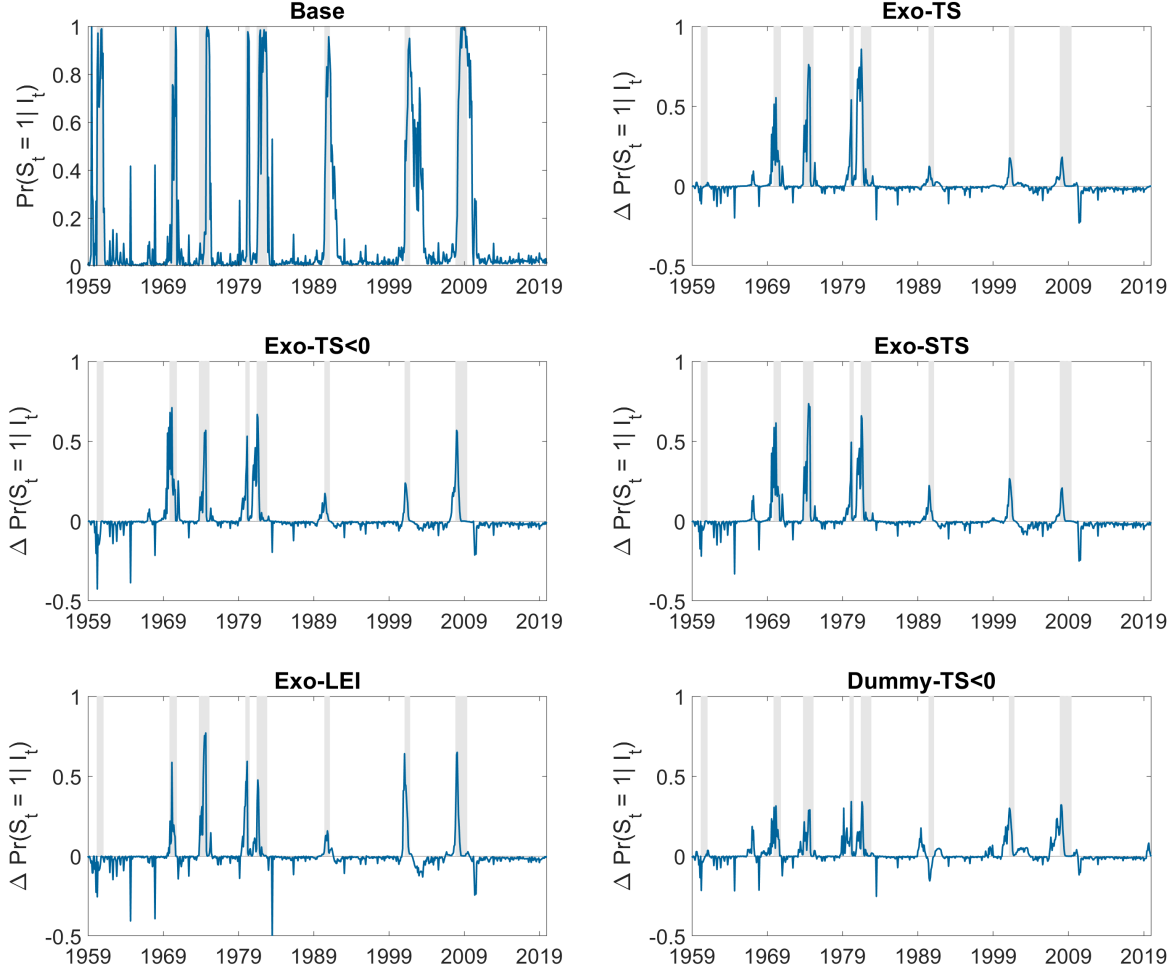 Base
Pr(S_t = 1| I_t)
1
0.8
0.6
0.4
0.2
0
1959 1969 1979 1989 1999 2009 2019
Exo-TS
Δ Pr(S_t = 1| I_t)
1
0.5
0
-0.5
1959 1969 1979 1989 1999 2009 2019
Exo-TS<0
Δ Pr(S_t = 1| I_t)
1
0.5
0
-0.5
1959 1969 1979 1989 1999 2009 2019
Exo-STS
Δ Pr(S_t = 1| I_t)
1
0.5
0
-0.5
1959 1969 1979 1989 1999 2009 2019
Exo-LEI
Δ Pr(S_t = 1| I_t)
1
0.5
0
-0.5
1959 1969 1979 1989 1999 2009 2019
Dummy-TS<0
Δ Pr(S_t = 1| I_t)
1
0.5
0
-0.5
1959 1969 1979 1989 1999 2009 2019